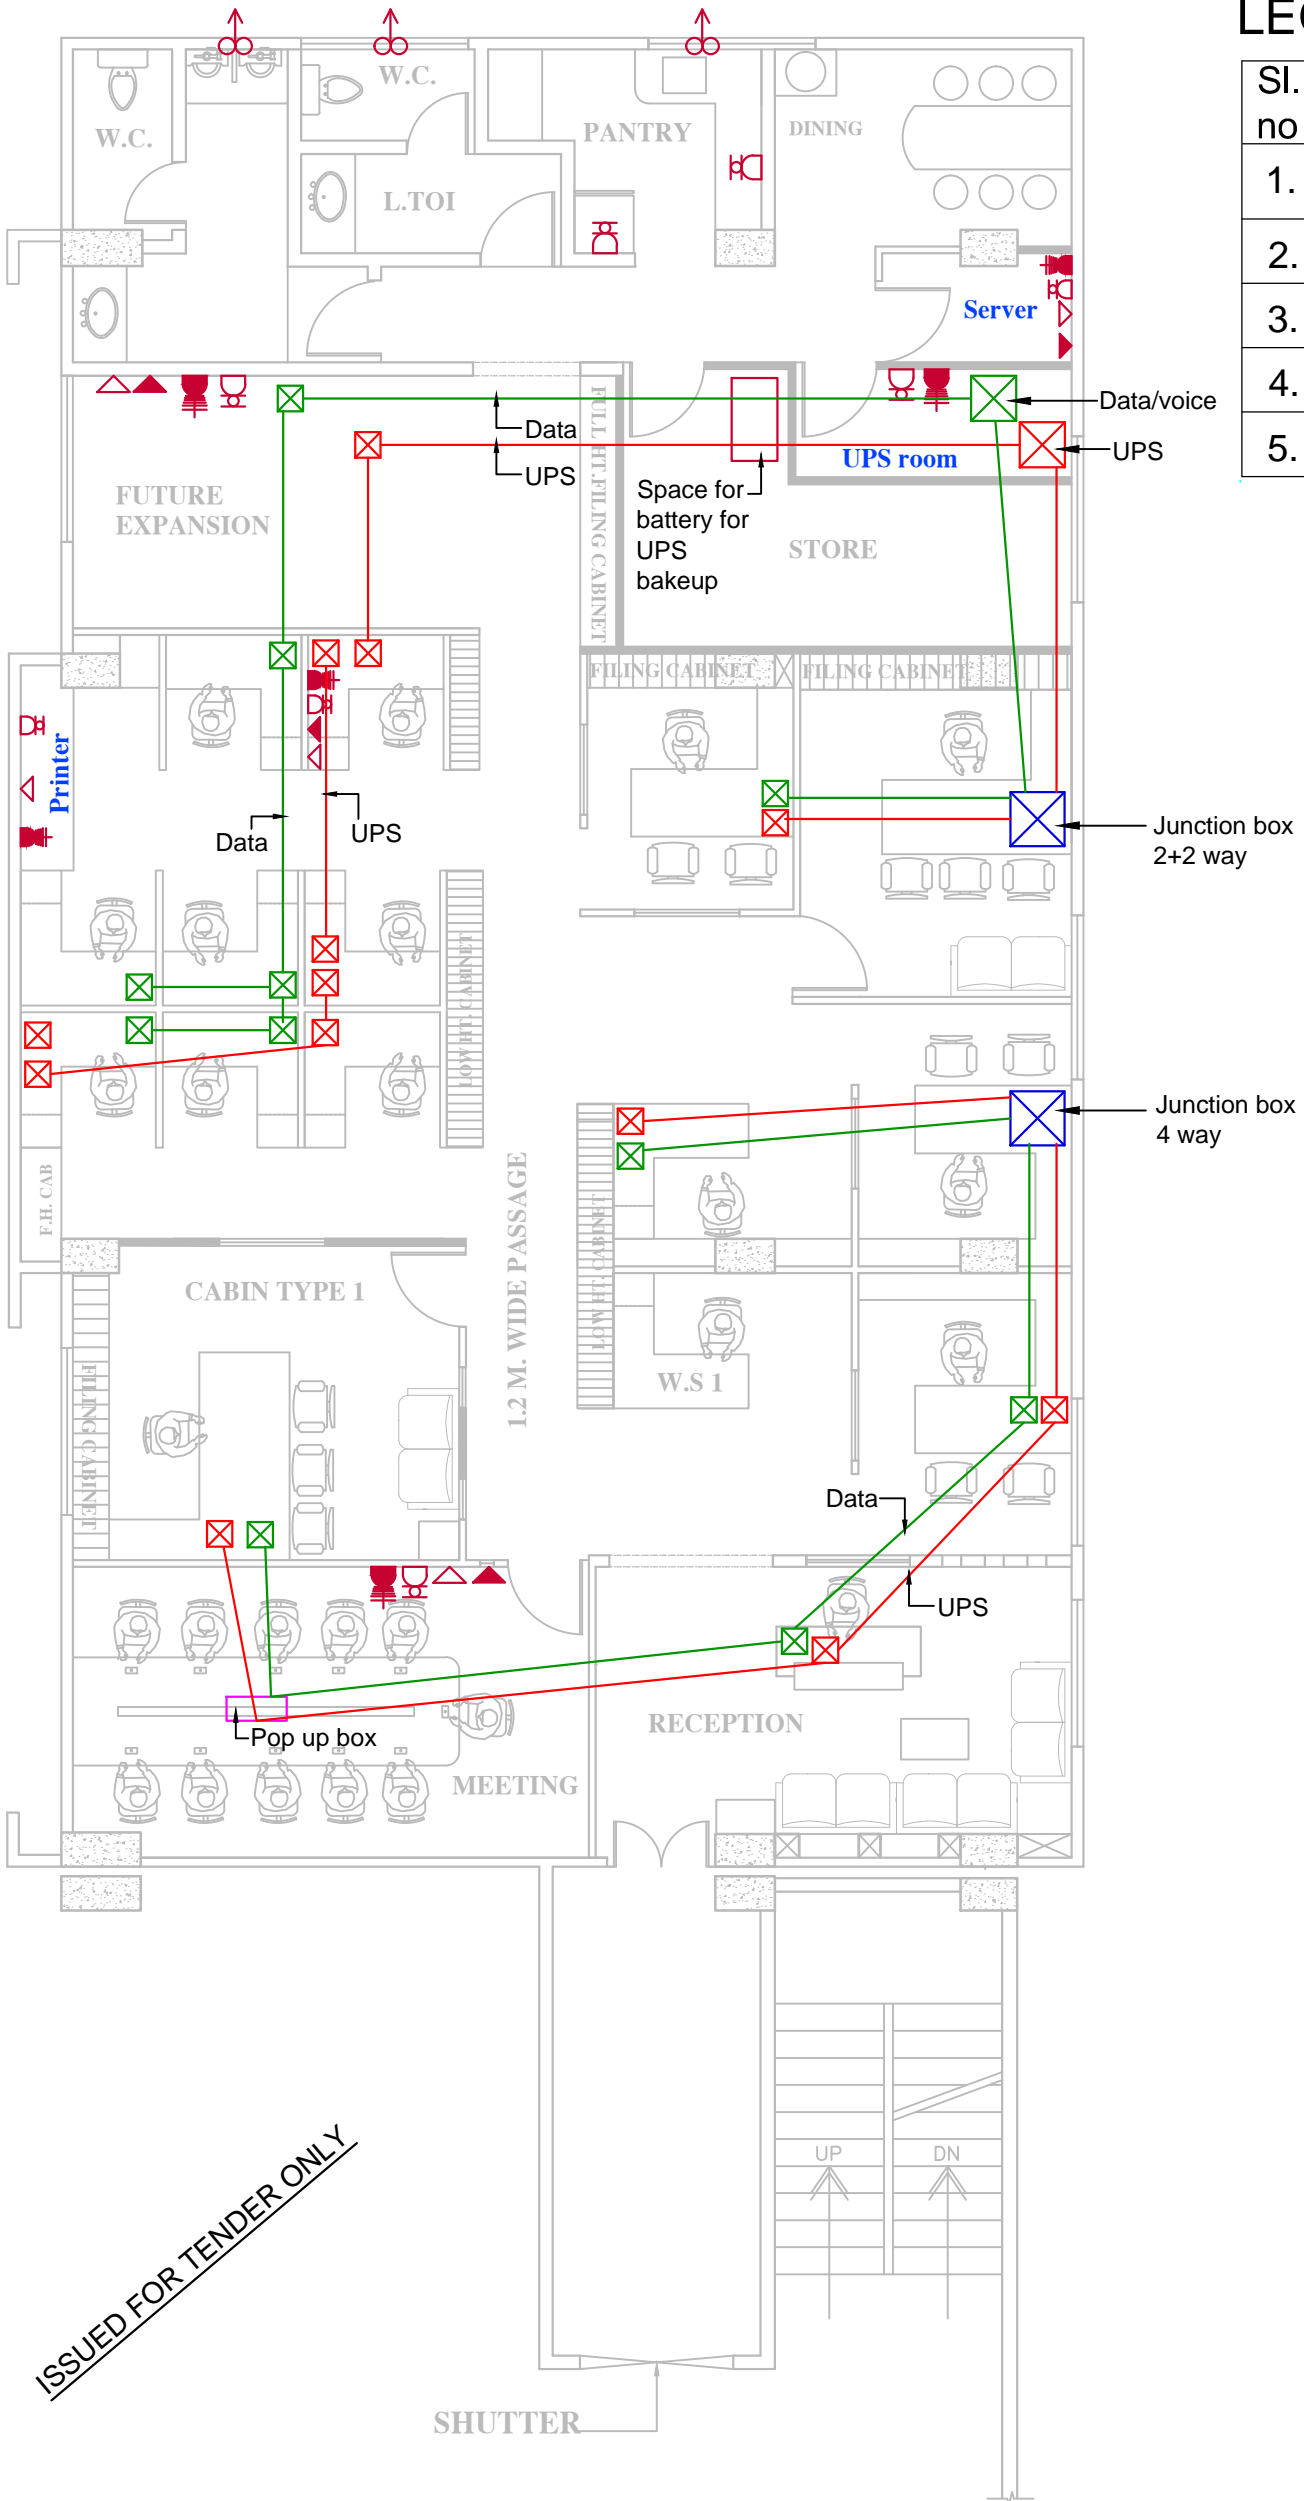 LEG
Sl.
no
1.
2.
3.
4.
5.
W.C.
W.C.
PANTRY
DINING
L.TOI
Server
Data/voice
Data
UPS
UPS
UPS room
FUTURE
EXPANSION
FULL HT.FILING CABINET
Space for
battery for
UPS
bakeup
STORE
FILING CABINET
FILING CABINET
Printer
Data
UPS
Junction box
2+2 way
LOW HT. CABINET
Junction box
4 way
F.H. CAB
1.2 M. WIDE PASSAGE
LOW HT. CABINET
CABIN TYPE 1
FILING CABINET
W.S 1
Data
UPS
RECEPTION
Pop up box
MEETING
UP
DN
ISSUED FOR TENDER ONLY
SHUTTER